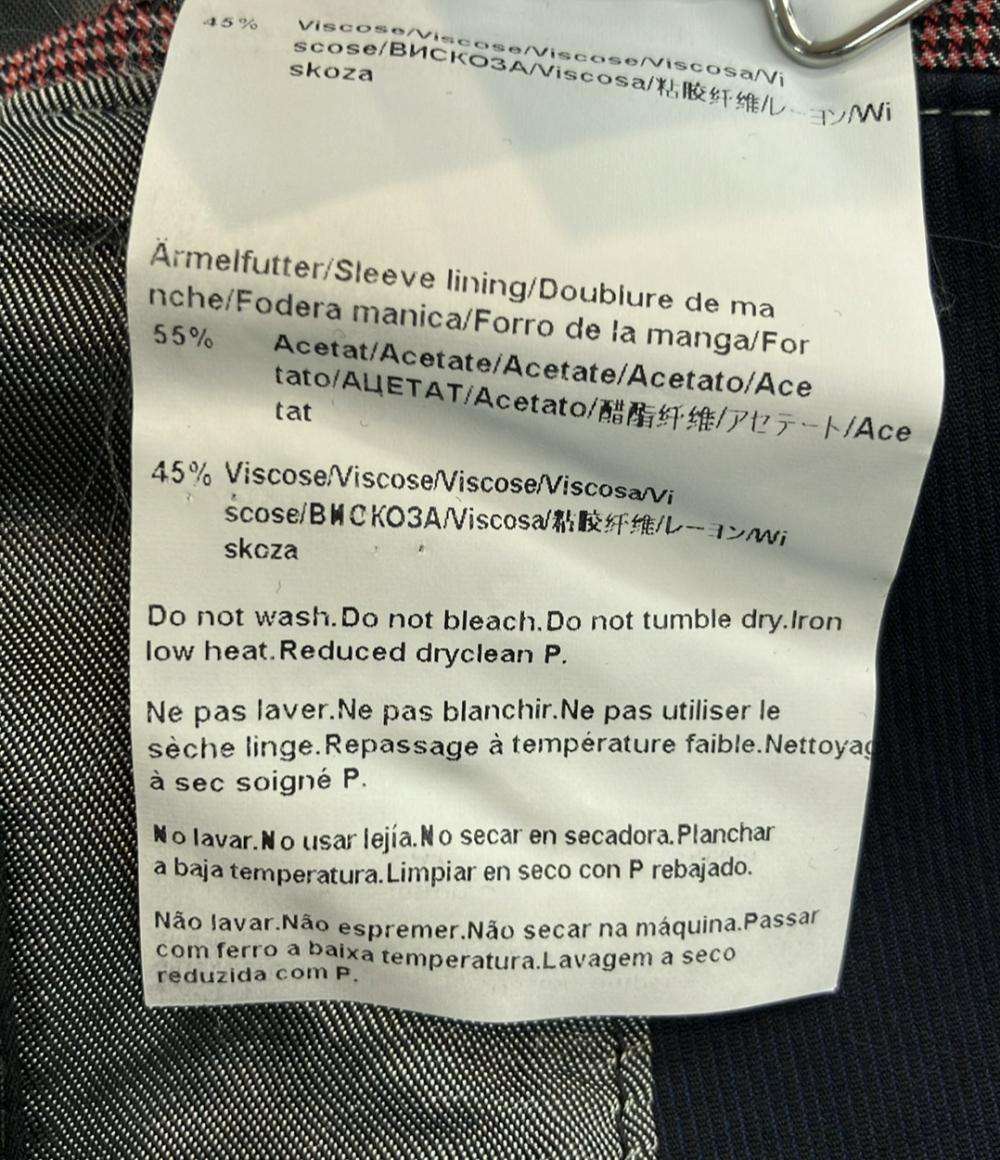 45% Viscose/Viscose/Viscose/Viscosa/Vi
scose/ВИСКОЗА/Viscosa/粘胶纤维/レーヨン/Wi
skoza
Ärmelfutter/Sleeve lining/Doublure de ma
nche/Fodera manica/Forro de la manga/For
55% Acetat/Acetate/Acetate/Acetato/Ace
tato/АЦЕТАТ/Acetato/醋酯纤维/アセテート/Ace
tat
45% Viscose/Viscose/Viscose/Viscosa/Vi
scose/ВИСКОЗА/Viscosa/粘胶纤维/レーヨン/Wi
skoza
Do not wash.Do not bleach.Do not tumble dry.Iron
low heat.Reduced dryclean P.
Ne pas laver.Ne pas blanchir.Ne pas utiliser le
sèche linge.Repassage à température faible.Nettoyag
à sec soigné P.
No lavar.No usar lejía.No secar en secadora.Planchar
a baja temperatura.Limpiar en seco con P rebajado.
Não lavar.Não espremer.Não secar na máquina.Passar
com ferro a baixa temperatura.Lavagem a seco
reduzida com P.